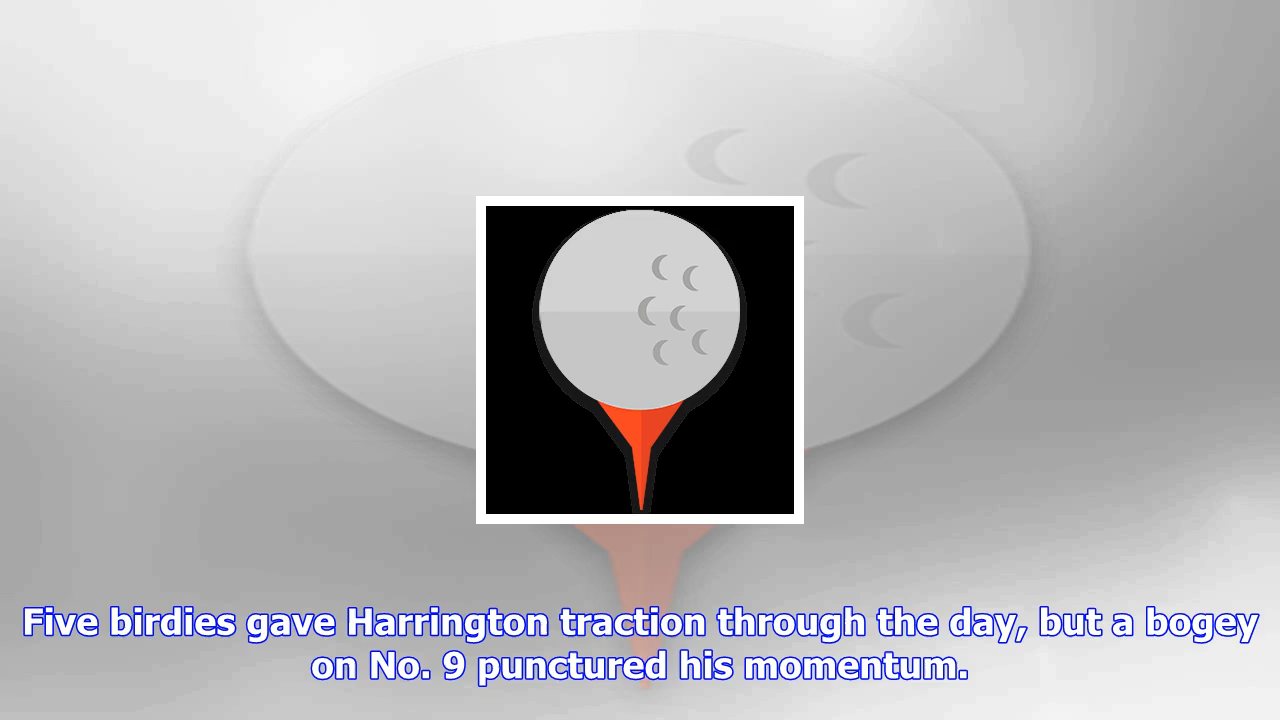 Five birdies gave Harrington traction through the day, but a bogey
on No. 9 punctured his momentum.